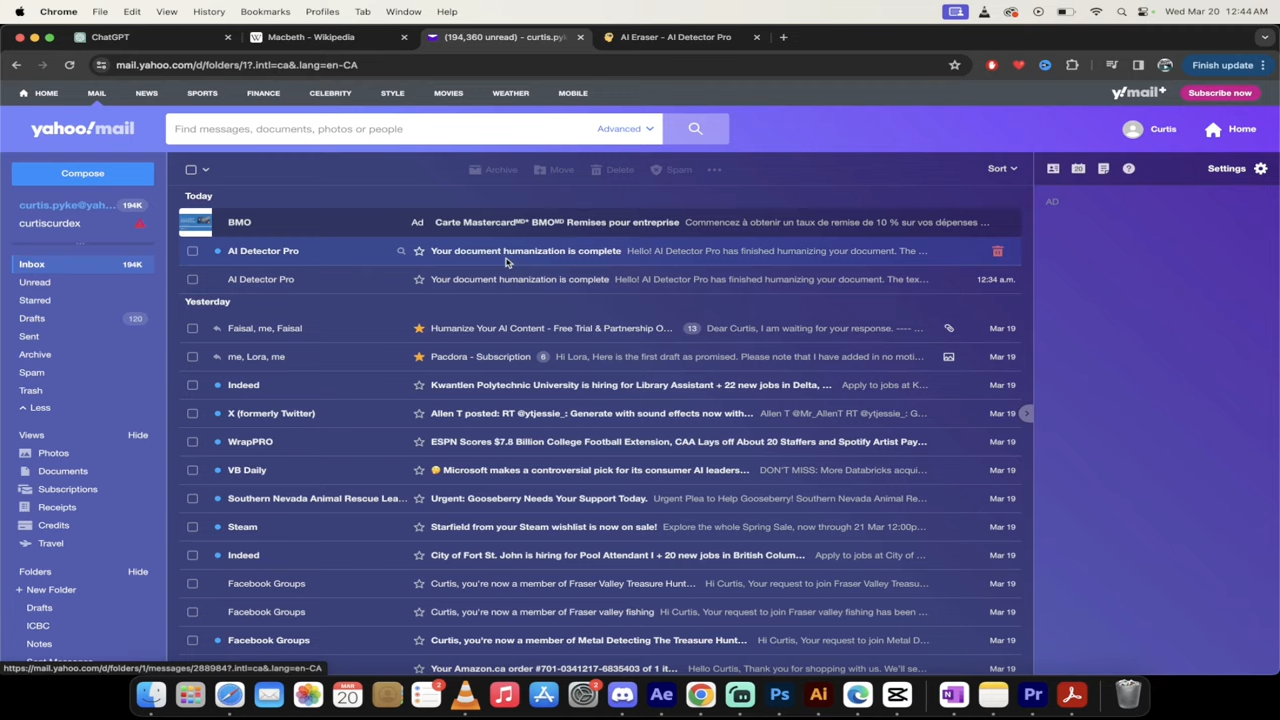 Chrome File Edit View History Bookmarks Profiles Tab Window Help Wed Mar 20 12:44 AM
ChatGPT Macbeth - Wikipedia (194,360 unread) - curtis.pyk AI Eraser - AI Detector Pro
mail.yahoo.com/d/folders/1?.intl=ca&.lang=en-CA Finish update
HOME MAIL NEWS SPORTS FINANCE CELEBRITY STYLE MOVIES WEATHER MOBILE y!mail+ Subscribe now
yahoo!mail Find messages, documents, photos or people Advanced Curtis Home
Compose Archive Move Delete Spam ••• Sort 20 Settings
Today
AD
curtis.pyke@yah... 194K
BMO Ad Carte Mastercardᴹᴰ* BMOᴹᴰ Remises pour entreprise Commencez à obtenir un taux de remise de 10 % sur vos dépenses ...
curtiscurdex
AI Detector Pro Your document humanization is complete Hello! AI Detector Pro has finished humanizing your document. The ...
Inbox 194K
AI Detector Pro Your document humanization is complete Hello! AI Detector Pro has finished humanizing your document. The tex... 12:34 a.m.
Unread
Starred
Yesterday
Drafts 120
Faisal, me, Faisal Humanize Your AI Content - Free Trial & Partnership O... 13 Dear Curtis, I am waiting for your response. ---- ... Mar 19
Sent
Archive
me, Lora, me Pacdora - Subscription 6 Hi Lora, Here is the first draft as promised. Please note that I have added in no moti... Mar 19
Spam
Indeed Kwantlen Polytechnic University is hiring for Library Assistant + 22 new jobs in Delta, ... Apply to jobs at K... Mar 19
Trash
Less
X (formerly Twitter) Allen T posted: RT @ytjessie_: Generate with sound effects now with... Allen T @Mr_AllenT RT @ytjessie_: G... Mar 19
Views Hide
WrapPRO ESPN Scores $7.8 Billion College Football Extension, CAA Lays off About 20 Staffers and Spotify Artist Pay... Mar 19
Photos
Documents
VB Daily Microsoft makes a controversial pick for its consumer AI leaders... DON'T MISS: More Databricks acqui... Mar 19
Subscriptions
Southern Nevada Animal Rescue Lea... Urgent: Gooseberry Needs Your Support Today. Urgent Plea to Help Gooseberry! Southern Nevada Animal Re... Mar 19
Receipts
Credits
Steam Starfield from your Steam wishlist is now on sale! Explore the whole Spring Sale, now through 21 Mar 12:00p... Mar 19
Travel
Indeed City of Fort St. John is hiring for Pool Attendant I + 20 new jobs in British Colum... Apply to jobs at City of ... Mar 19
Folders Hide
Facebook Groups Curtis, you're now a member of Fraser Valley Treasure Hunt... Hi Curtis, Your request to join Fraser Valley Treasu... Mar 19
+ New Folder
Drafts
Facebook Groups Curtis, you're now a member of Fraser valley fishing Hi Curtis, Your request to join Fraser valley fishing has been ... Mar 19
ICBC
Facebook Groups Curtis, you're now a member of Metal Detecting The Treasure Hunt... Hi Curtis, Your request to join Metal D... Mar 19
Notes
https://mail.yahoo.com/d/folders/1/messages/288984?.intl=ca&.lang=en-CA
Your Amazon.ca order #701-0341217-6835403 of 1 it... Hello Curtis, Thank you for shopping with us. We'll se... Mar 19
MAR 20 2 2 Ae Ps Ai N Pr